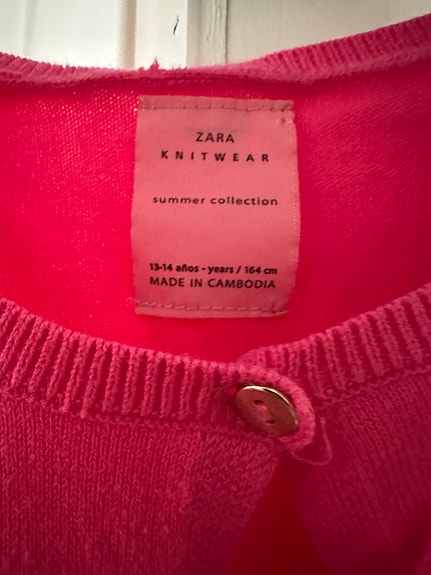 ZARA
KNITWEAR
summer collection
13-14 años - years / 164 cm
MADE IN CAMBODIA